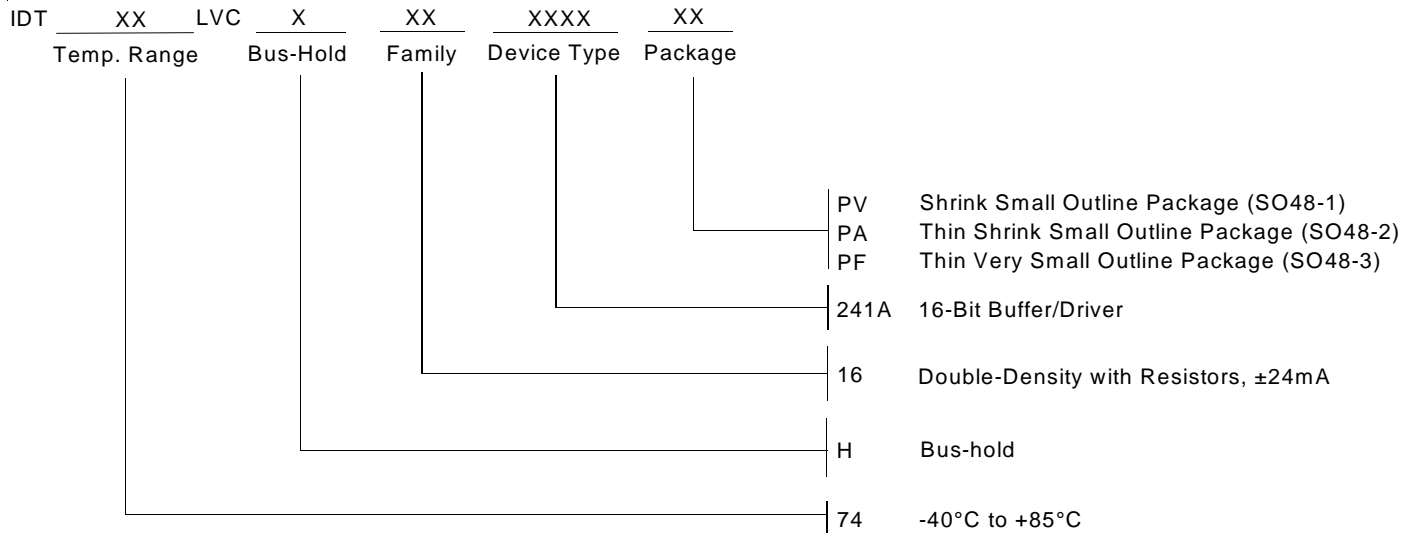 IDT XX LVC X XX XXXX XX
Temp. Range Bus-Hold Family Device Type Package
PV Shrink Small Outline Package (SO48-1)
PA Thin Shrink Small Outline Package (SO48-2)
PF Thin Very Small Outline Package (SO48-3)
241A 16-Bit Buffer/Driver
16 Double-Density with Resistors, ±24mA
H Bus-hold
74 -40°C to +85°C